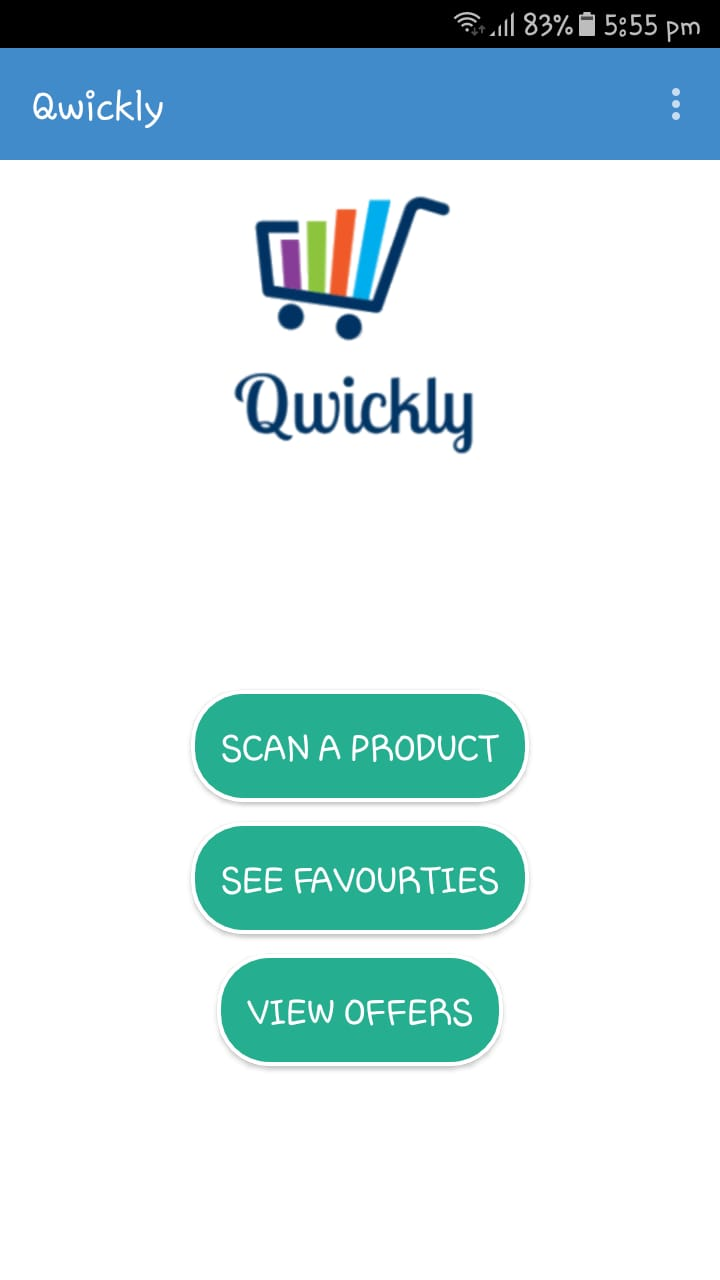 83% 5:55 pm
Qwickly
Qwickly
SCAN A PRODUCT
SEE FAVOURTIES
VIEW OFFERS